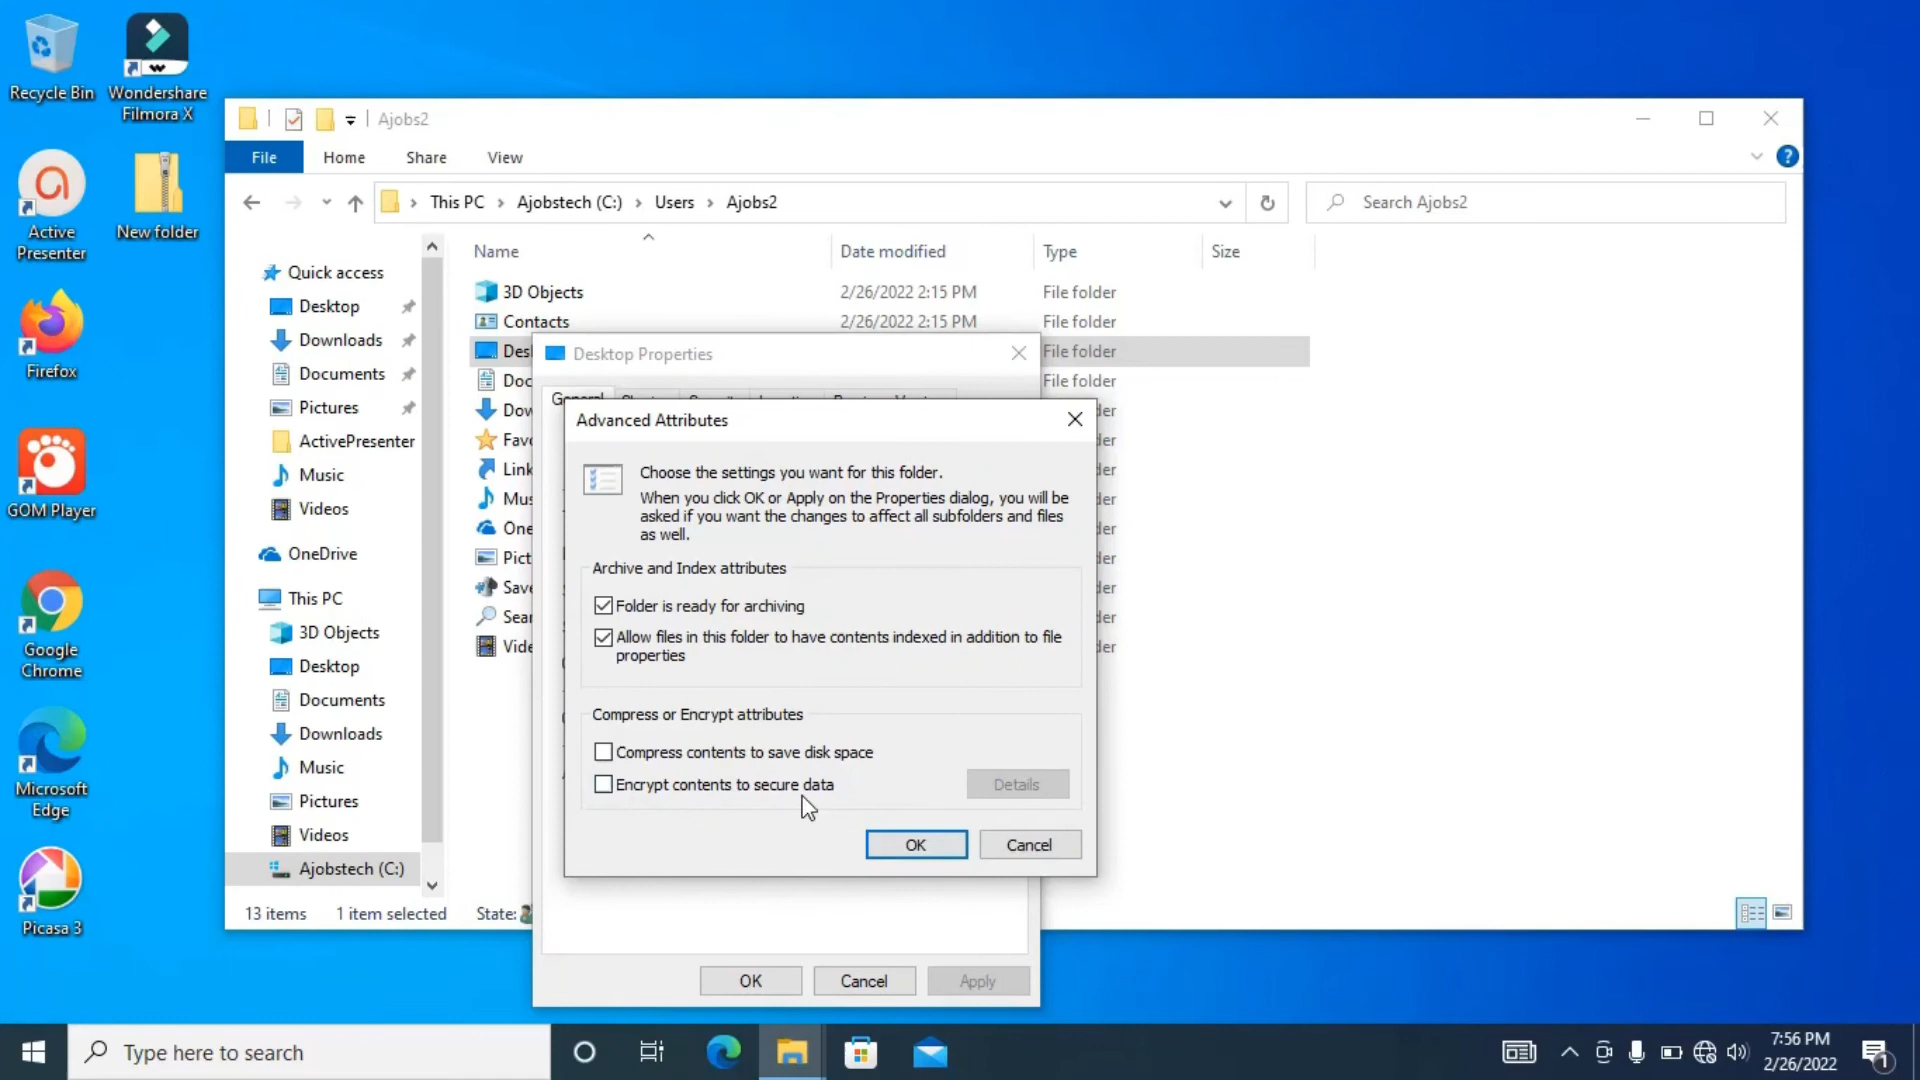 Recycle Bin
Wondershare
Filmora X
Active
Presenter
New folder
Firefox
GOM Player
Google
Chrome
Microsoft
Edge
Picasa 3
Ajobs2
File Home Share View
This PC Ajobstech (C:) Users Ajobs2
Search Ajobs2
Name Date modified Type Size
Quick access
Desktop
Downloads
Documents
Pictures
ActivePresenter
Music
Videos
OneDrive
This PC
3D Objects
Desktop
Documents
Downloads
Music
Pictures
Videos
Ajobstech (C:)
3D Objects 2/26/2022 2:15 PM File folder
Contacts 2/26/2022 2:15 PM File folder
File folder
File folder
Desktop Properties
General
Advanced Attributes
Choose the settings you want for this folder.
When you click OK or Apply on the Properties dialog, you will be
asked if you want the changes to affect all subfolders and files
as well.
Archive and Index attributes
Folder is ready for archiving
Allow files in this folder to have contents indexed in addition to file
properties
Compress or Encrypt attributes
Compress contents to save disk space
Encrypt contents to secure data
Details
OK Cancel
13 items 1 item selected State:
OK Cancel Apply
Type here to search
7:56 PM
2/26/2022
1